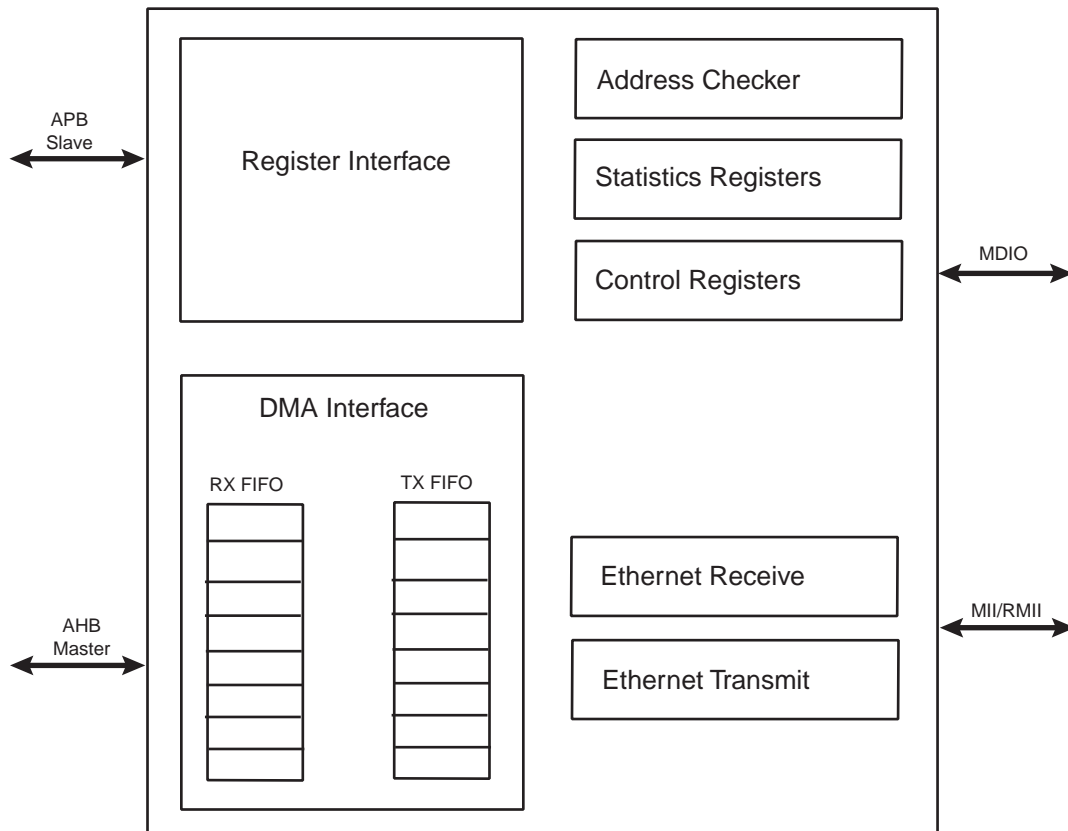 APB
Slave
Register Interface
Address Checker
Statistics Registers
Control Registers
MDIO
DMA Interface
RX FIFO
TX FIFO
AHB
Master
Ethernet Receive
Ethernet Transmit
MII/RMII